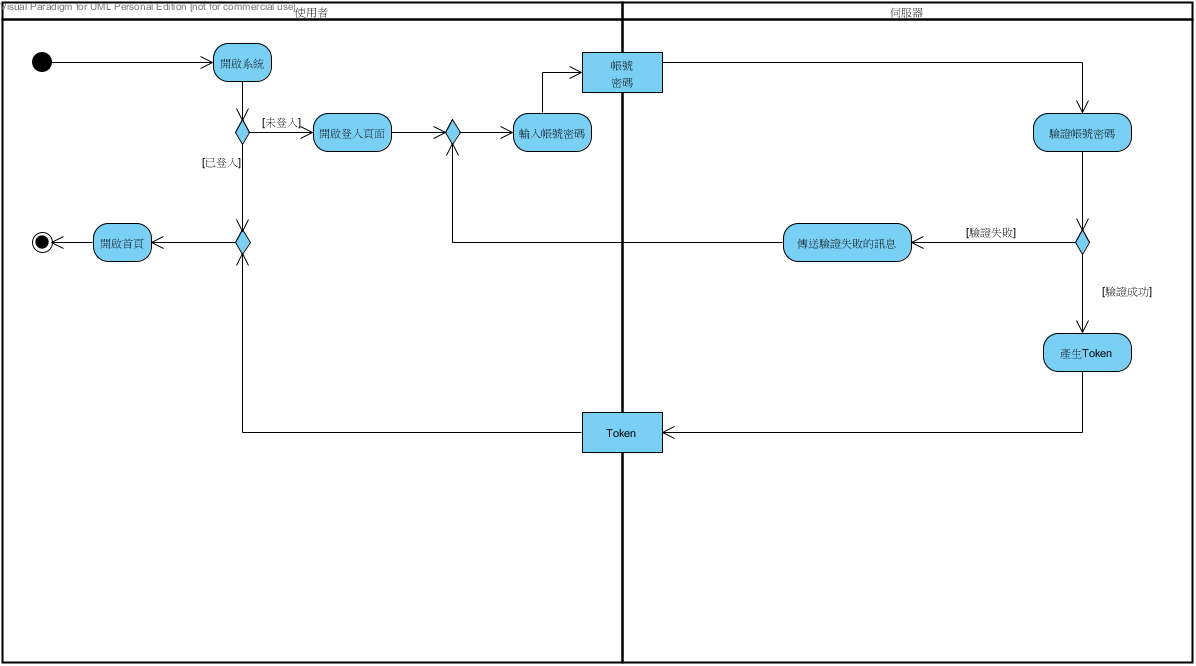 Visual Paradigm for UML Personal Edition [not for commercial use]
使用者
伺服器
開啟系統
帳號
密碼
[未登入]
開啟登入頁面
輸入帳號密碼
驗證帳號密碼
[已登入]
開啟首頁
傳送驗證失敗的訊息
[驗證失敗]
[驗證成功]
產生Token
Token